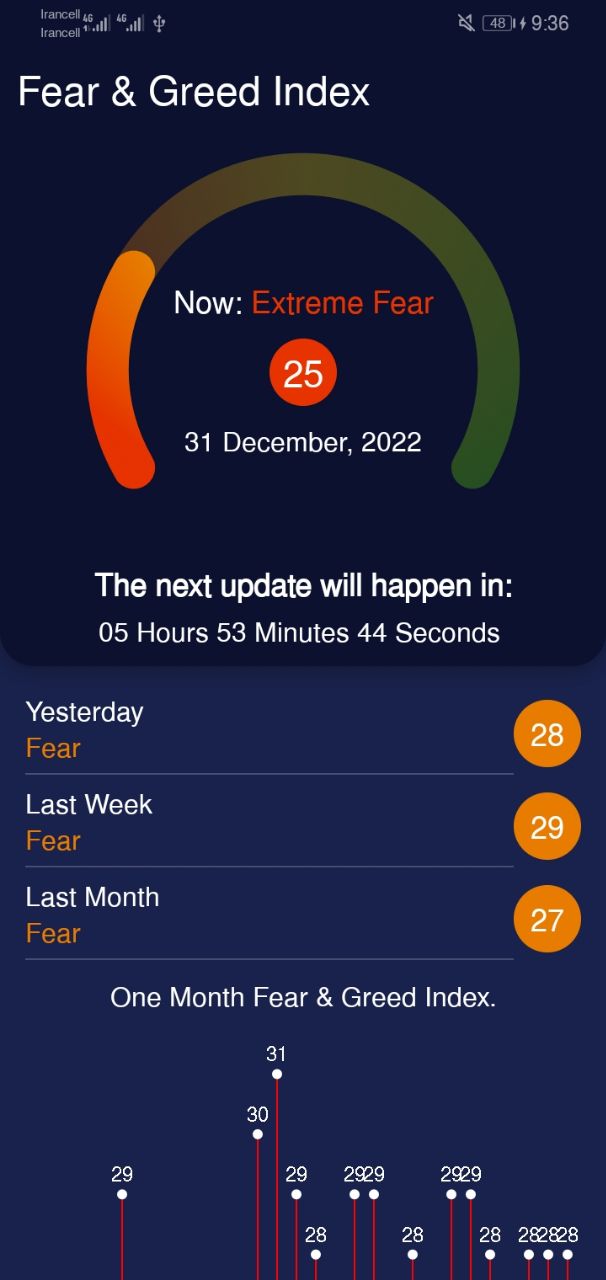 Irancell 4G 4G 48 9:36
Irancell
Fear & Greed Index
Now: Extreme Fear
25
31 December, 2022
The next update will happen in:
05 Hours 53 Minutes 44 Seconds
Yesterday
Fear
28
Last Week
Fear
29
Last Month
Fear
27
One Month Fear & Greed Index.
31
30
29 29 29 29 29 29
28 28 28 28 28 28